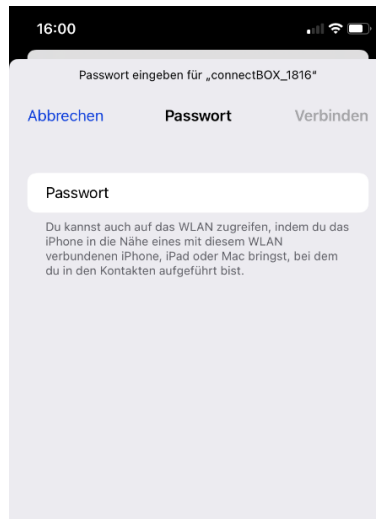 16:00
Passwort eingeben für „connectBOX_1816“
Abbrechen Passwort Verbinden
Passwort
Du kannst auch auf das WLAN zugreifen, indem du das
iPhone in die Nähe eines mit diesem WLAN
verbundenen iPhone, iPad oder Mac bringst, bei dem
du in den Kontakten aufgeführt bist.